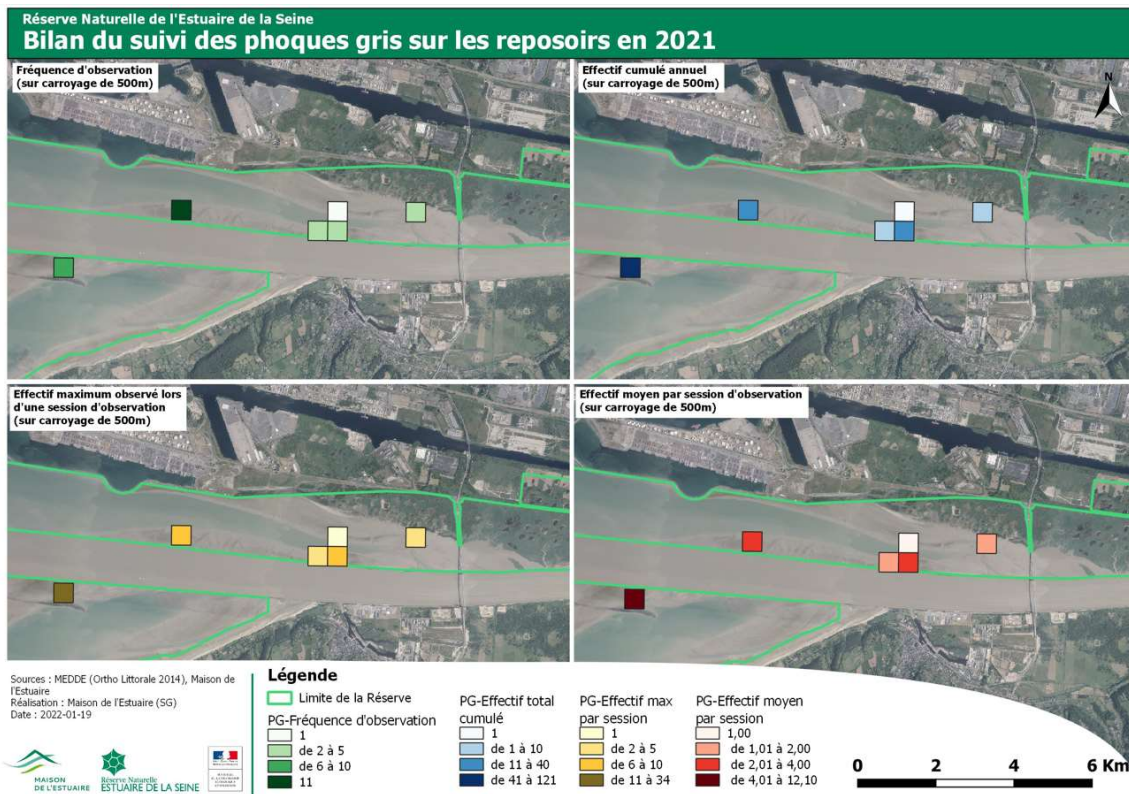 Réserve Naturelle de l'Estuaire de la Seine
Bilan du suivi des phoques gris sur les reposoirs en 2021
Fréquence d'observation
(sur carroyage de 500m)
Effectif cumulé annuel
(sur carroyage de 500m)
N
Effectif maximum observé lors
d'une session d'observation
(sur carroyage de 500m)
Effectif moyen par session d'observation
(sur carroyage de 500m)
Sources : MEDDE (Ortho Littorale 2014), Maison de
l'Estuaire
Réalisation : Maison de l'Estuaire (SG)
Date : 2022-01-19
MAISON
DE L'ESTUAIRE
Réserve Naturelle
ESTUAIRE DE LA SEINE
Légende
Limite de la Réserve
PG-Fréquence d'observation
1
de 2 à 5
de 6 à 10
11
PG-Effectif total
cumulé
1
de 1 à 10
de 11 à 40
de 41 à 121
PG-Effectif max
par session
1
de 2 à 5
de 6 à 10
de 11 à 34
PG-Effectif moyen
par session
1,00
de 1,01 à 2,00
de 2,01 à 4,00
de 4,01 à 12,10
0 2 4 6 Km